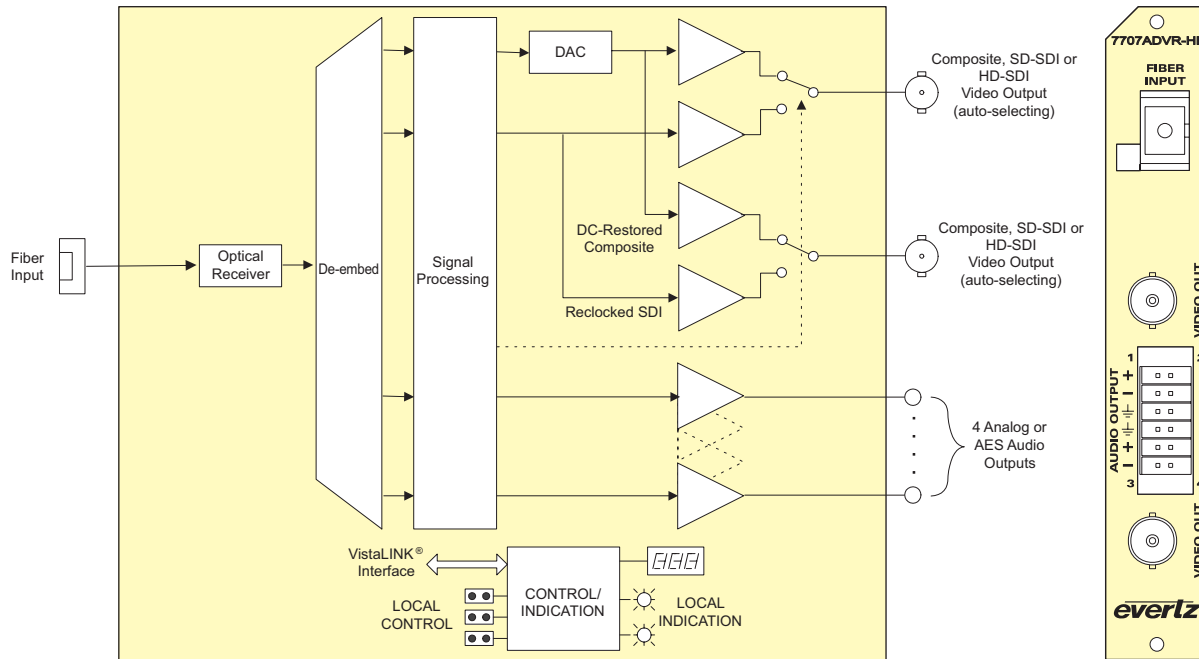 DAC
Composite, SD-SDI or
HD-SDI
Video Output
(auto-selecting)
Fiber
Input
Optical
Receiver
De-embed
Signal
Processing
DC-Restored
Composite
Reclocked SDI
Composite, SD-SDI or
HD-SDI
Video Output
(auto-selecting)
4 Analog or
AES Audio
Outputs
VistaLINK®
Interface
LOCAL
CONTROL
CONTROL/
INDICATION
LOCAL
INDICATION
7707ADVR-H
FIBER
INPUT
VIDEO OUT
1
+
-
+
-
3
AUDIO OUTPUT
VIDEO OUT
evertz